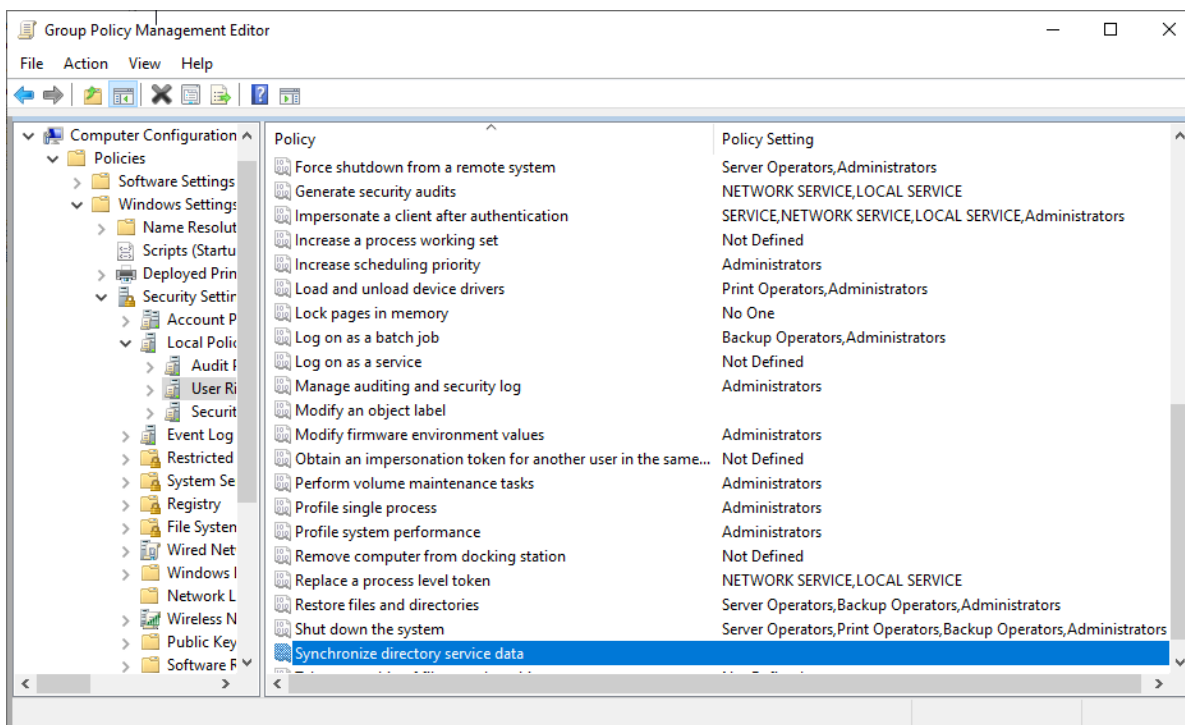 Group Policy Management Editor
File Action View Help
Computer Configuration
Policies
Software Settings
Windows Settings
Name Resolut
Scripts (Startu
Deployed Prin
Security Settin
Account P
Local Polic
Audit P
User Ri
Securit
Event Log
Restricted
System Se
Registry
File System
Wired Net
Windows
Network L
Wireless N
Public Key
Software R
Policy Policy Setting
Force shutdown from a remote system Server Operators,Administrators
Generate security audits NETWORK SERVICE,LOCAL SERVICE
Impersonate a client after authentication SERVICE,NETWORK SERVICE,LOCAL SERVICE,Administrators
Increase a process working set Not Defined
Increase scheduling priority Administrators
Load and unload device drivers Print Operators,Administrators
Lock pages in memory No One
Log on as a batch job Backup Operators,Administrators
Log on as a service Not Defined
Manage auditing and security log Administrators
Modify an object label
Modify firmware environment values Administrators
Obtain an impersonation token for another user in the same... Not Defined
Perform volume maintenance tasks Administrators
Profile single process Administrators
Profile system performance Administrators
Remove computer from docking station Not Defined
Replace a process level token NETWORK SERVICE,LOCAL SERVICE
Restore files and directories Server Operators,Backup Operators,Administrators
Shut down the system Server Operators,Print Operators,Backup Operators,Administrators
Synchronize directory service data